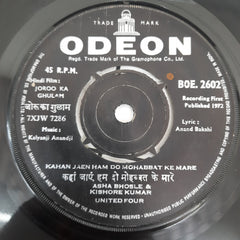 TRADE MARK
ODEON
Regd. Trade Mark of The Gramophone Co., Ltd.
45 R.P.M.
BOE. 2602
Hindi Film :
JOROO KA
GHULAM
जोरू का गुलाम
7XJW 7286
Music :
Kalyanji Anandji
Recording First
Published 1972
Lyric :
Anand Bakshi
KAHAN JAEN HAM DO MOHABBAT KE MARE
कहाँ जाएं हम दो मोहब्बत के मारे
ASHA BHOSLE &
KISHORE KUMAR
UNITED FOUR